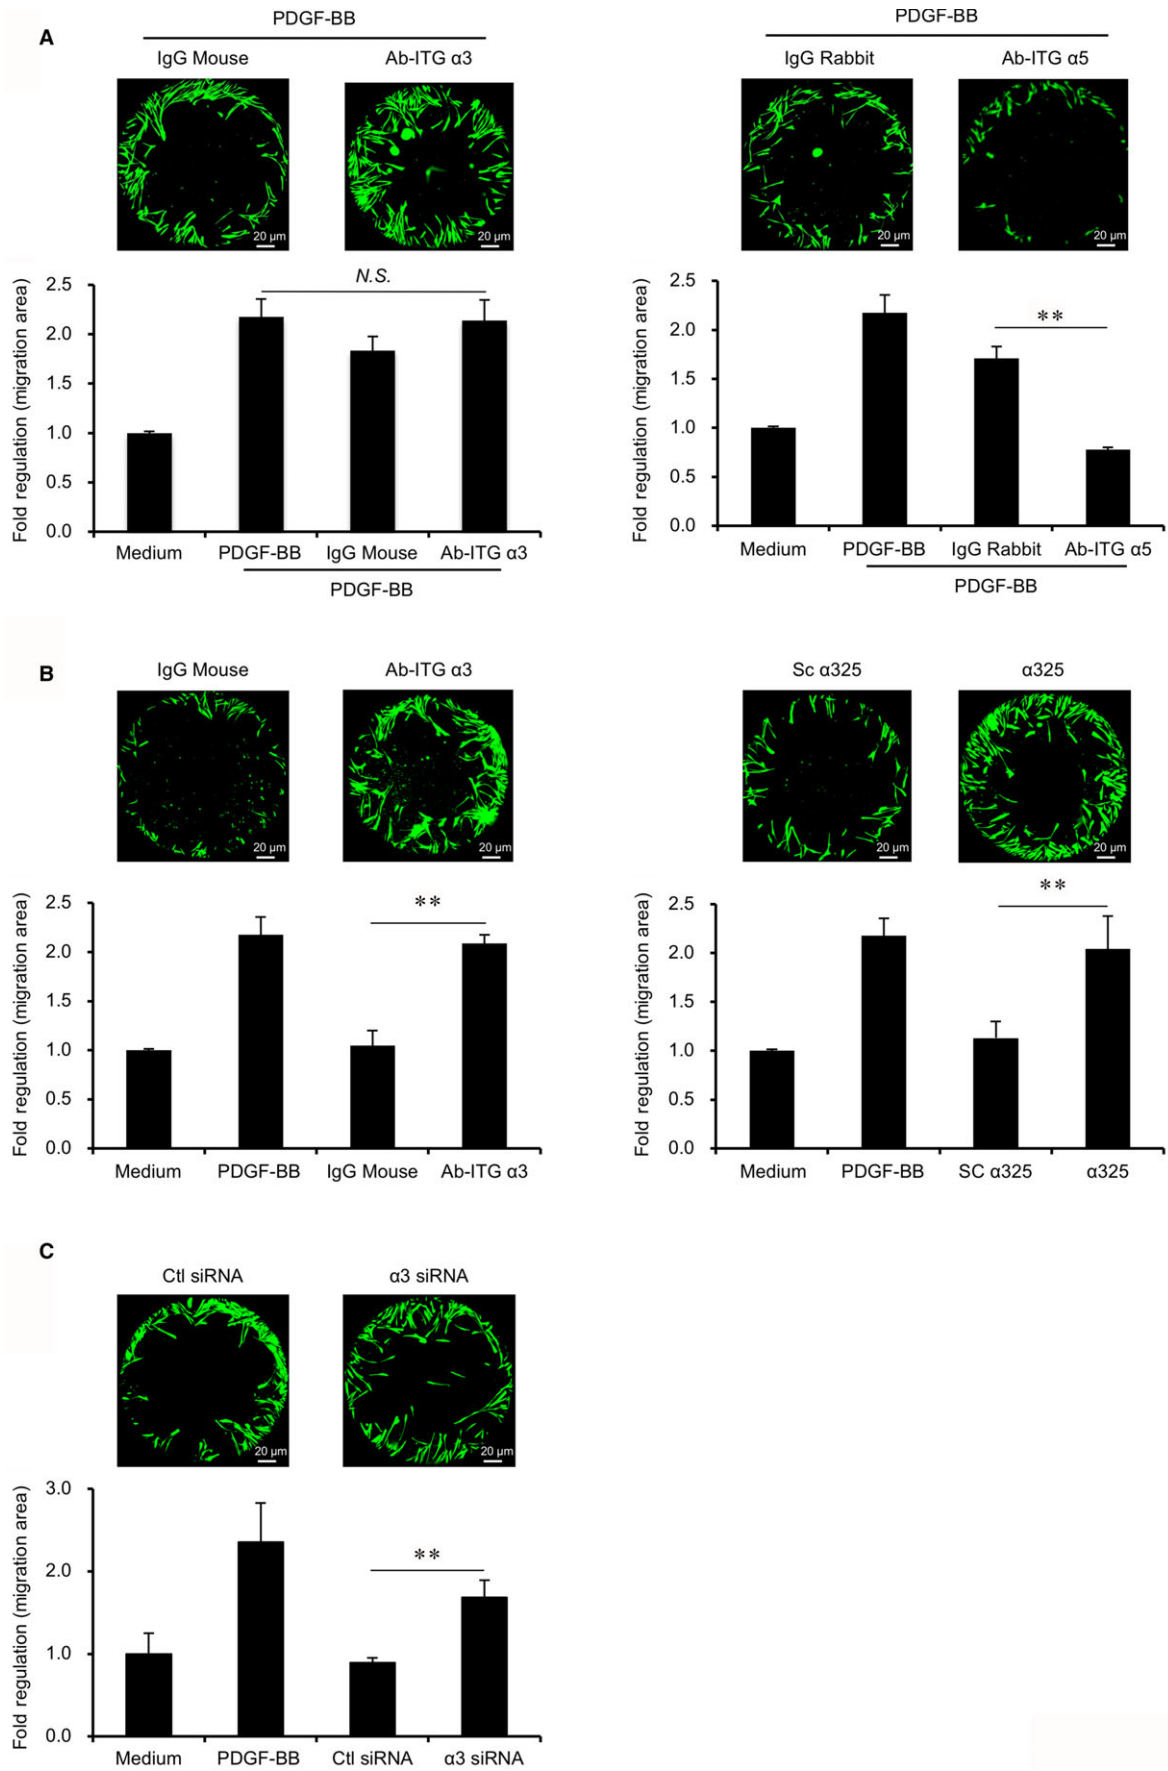 A
PDGF-BB
IgG Mouse Ab-ITG α3
20 µm 20 µm
N.S.
Fold regulation (migration area)
2.5
2.0
1.5
1.0
0.5
0.0
Medium PDGF-BB IgG Mouse Ab-ITG α3
PDGF-BB
PDGF-BB
IgG Rabbit Ab-ITG α5
20 µm 20 µm
**
Fold regulation (migration area)
2.5
2.0
1.5
1.0
0.5
0.0
Medium PDGF-BB IgG Rabbit Ab-ITG α5
PDGF-BB
B
IgG Mouse Ab-ITG α3
20 µm 20 µm
**
Fold regulation (migration area)
2.5
2.0
1.5
1.0
0.5
0.0
Medium PDGF-BB IgG Mouse Ab-ITG α3
Sc α325 α325
20 µm 20 µm
**
Fold regulation (migration area)
2.5
2.0
1.5
1.0
0.5
0.0
Medium PDGF-BB SC α325 α325
C
Ctl siRNA α3 siRNA
20 µm 20 µm
**
Fold regulation (migration area)
3.0
2.0
1.0
0.0
Medium PDGF-BB Ctl siRNA α3 siRNA